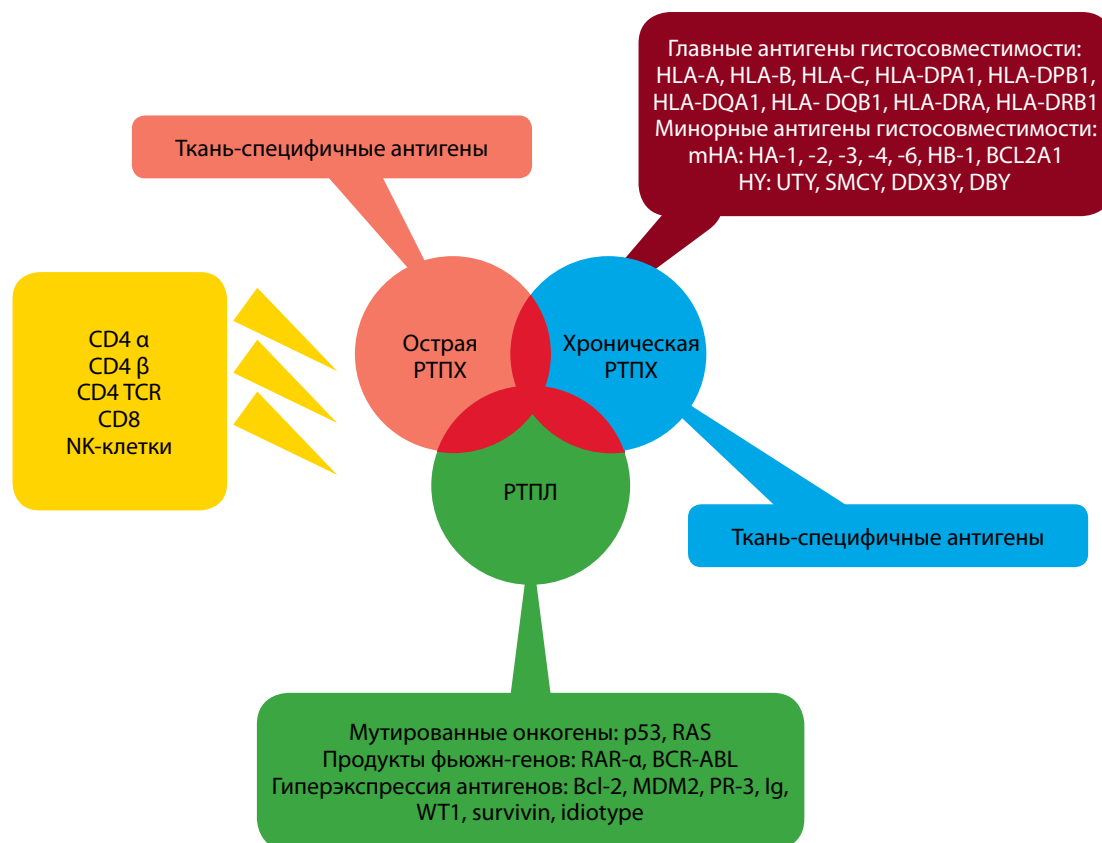 Главные антигены гистосовместимости:
HLA-A, HLA-B, HLA-C, HLA-DPA1, HLA-DPB1,
HLA-DQA1, HLA- DQB1, HLA-DRA, HLA-DRB1
Минорные антигены гистосовместимости:
mHA: HA-1, -2, -3, -4, -6, HB-1, BCL2A1
HY: UTY, SMCY, DDX3Y, DBY
Ткань-специфичные антигены
CD4 α
CD4 β
CD4 TCR
CD8
NK-клетки
Острая
РТПХ
Хроническая
РТПХ
РТПЛ
Ткань-специфичные антигены
Мутированные онкогены: p53, RAS
Продукты фьюжн-генов: RAR-α, BCR-ABL
Гиперэкспрессия антигенов: Bcl-2, MDM2, PR-3, Ig,
WT1, survivin, idiotype